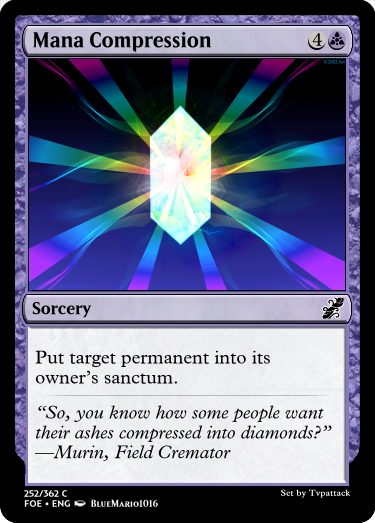 Mana Compression 4
Sorcery
Put target permanent into its
owner's sanctum.
“So, you know how some people want
their ashes compressed into diamonds?”
—Murin, Field Cremator
252/362 C
Set by Tvpattack
FOE • ENG BlueMario1016